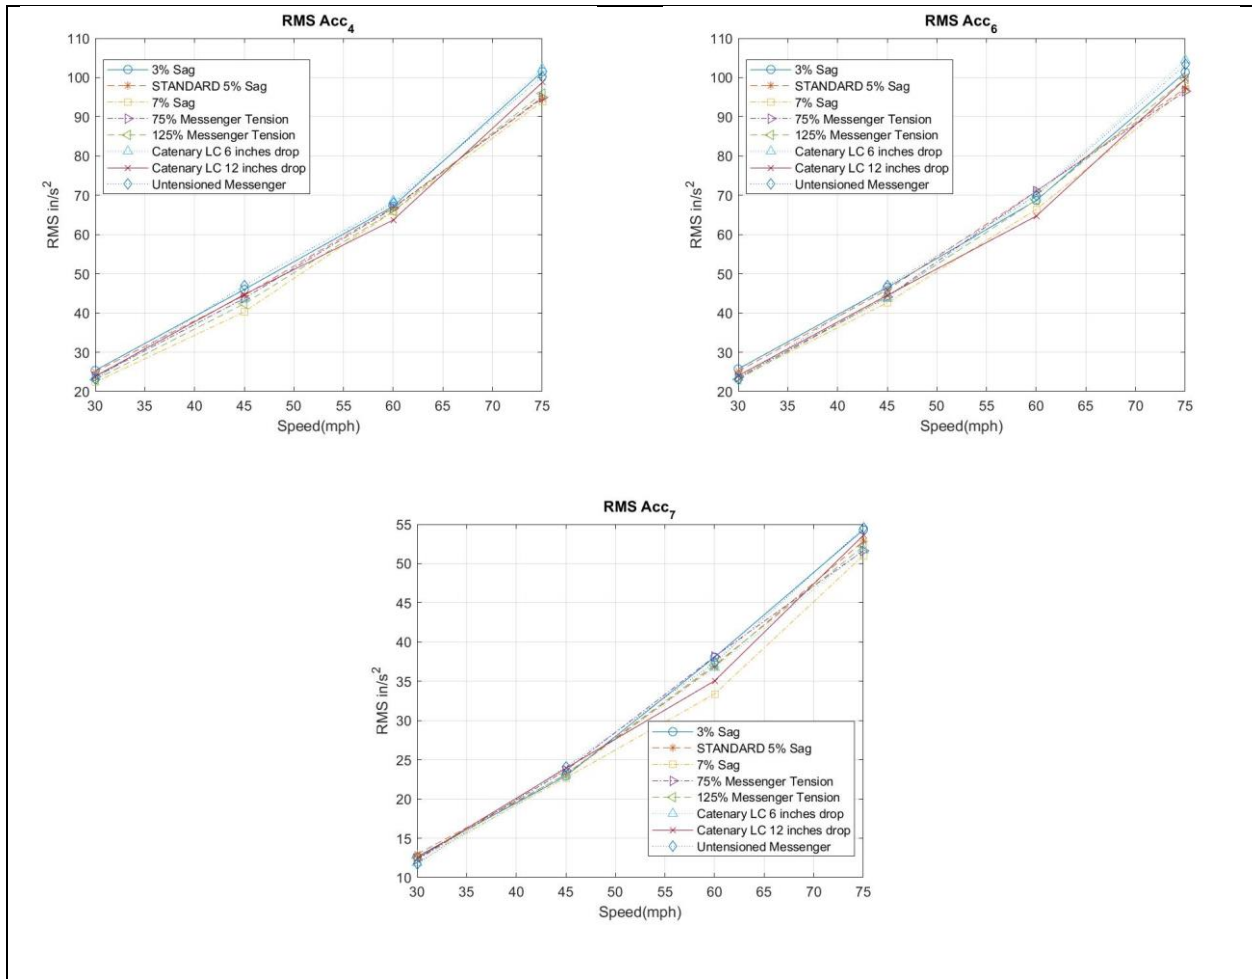 RMS Acc4
110
100
90
80
70
60
50
40
30
20
RMS in/s2
30 35 40 45 50 55 60 65 70 75
Speed(mph)
3% Sag
STANDARD 5% Sag
7% Sag
75% Messenger Tension
125% Messenger Tension
Catenary LC 6 inches drop
Catenary LC 12 inches drop
Untensioned Messenger
RMS Acc6
110
100
90
80
70
60
50
40
30
20
RMS in/s2
30 35 40 45 50 55 60 65 70 75
Speed(mph)
3% Sag
STANDARD 5% Sag
7% Sag
75% Messenger Tension
125% Messenger Tension
Catenary LC 6 inches drop
Catenary LC 12 inches drop
Untensioned Messenger
RMS Acc7
55
50
45
40
35
30
25
20
15
10
RMS in/s2
30 35 40 45 50 55 60 65 70 75
Speed(mph)
3% Sag
STANDARD 5% Sag
7% Sag
75% Messenger Tension
125% Messenger Tension
Catenary LC 6 inches drop
Catenary LC 12 inches drop
Untensioned Messenger